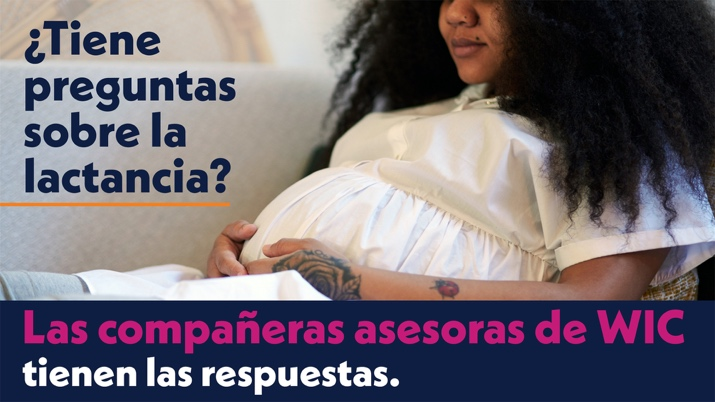 ¿Tiene
preguntas
sobre la
lactancia?
Las compañeras asesoras de WIC
tienen las respuestas.